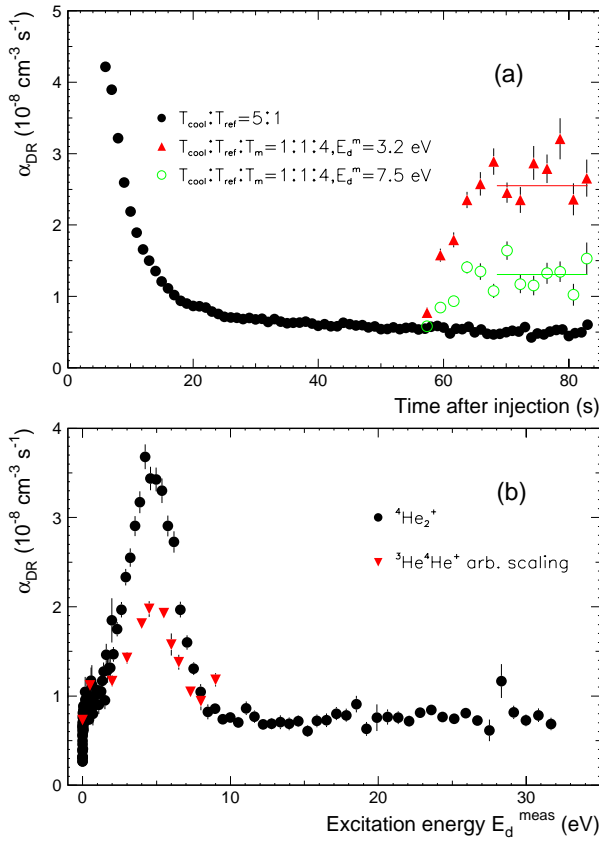 α_DR (10⁻⁸ cm⁻³ s⁻¹)
5
4
3
2
1
0
(a)
T_cool:T_ref=5:1
T_cool:T_ref:T_m=1:1:4,E_d^m=3.2 eV
T_cool:T_ref:T_m=1:1:4,E_d^m=7.5 eV
0 20 40 60 80
Time after injection (s)
α_DR (10⁻⁸ cm⁻³ s⁻¹)
4
3
2
1
0
(b)
⁴He₂⁺
³He⁴He⁺ arb. scaling
0 10 20 30
Excitation energy E_d^meas (eV)